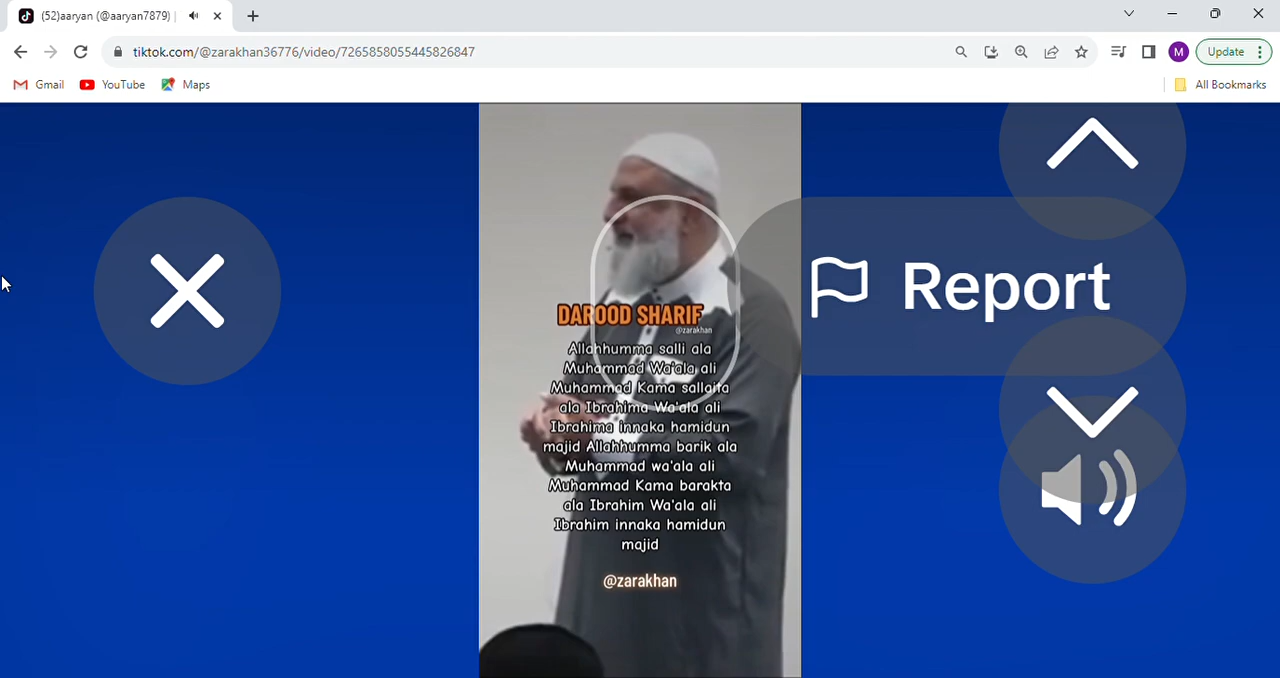 (52)aaryan (@aaryan7879) |
tiktok.com/@zarakhan36776/video/7265858055445826847
M
Update
Gmail
YouTube
Maps
All Bookmarks
Report
DAROOD SHARIF
@zarakhan
Allahhumma salli ala
Muhammad Wa'ala ali
Muhammad Kama sallaita
ala Ibrahima Wa'ala ali
Ibrahima innaka hamidun
majid Allahhumma barik ala
Muhammad wa'ala ali
Muhammad Kama barakta
ala Ibrahim Wa'ala ali
Ibrahim innaka hamidun
majid
@zarakhan